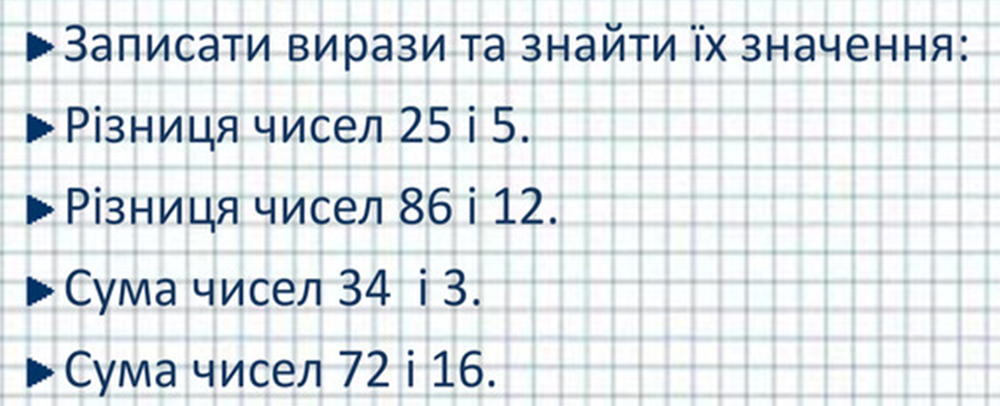 Записати вирази та знайти їх значення:
Різниця чисел 25 і 5.
Різниця чисел 86 і 12.
Сума чисел 34  і 3.
Сума чисел 72 і 16.